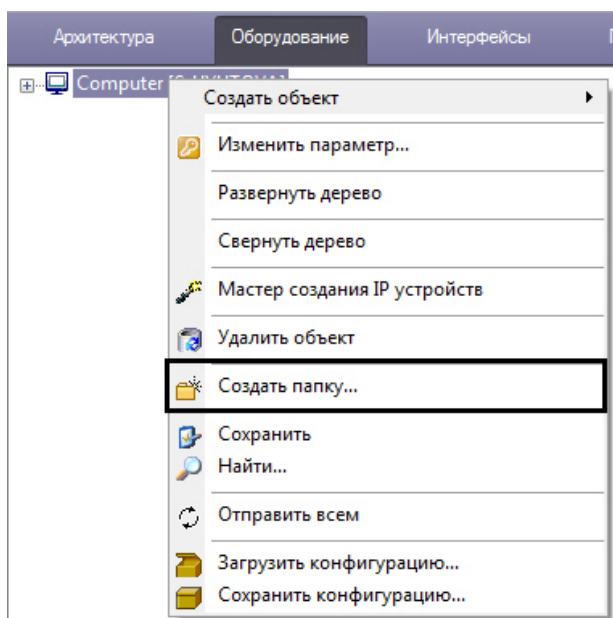 Архитектура Оборудование Интерфейсы
Computer
Создать объект
Изменить параметр...
Развернуть дерево
Свернуть дерево
Мастер создания IP устройств
Удалить объект
Создать папку...
Сохранить
Найти...
Отправить всем
Загрузить конфигурацию...
Сохранить конфигурацию...